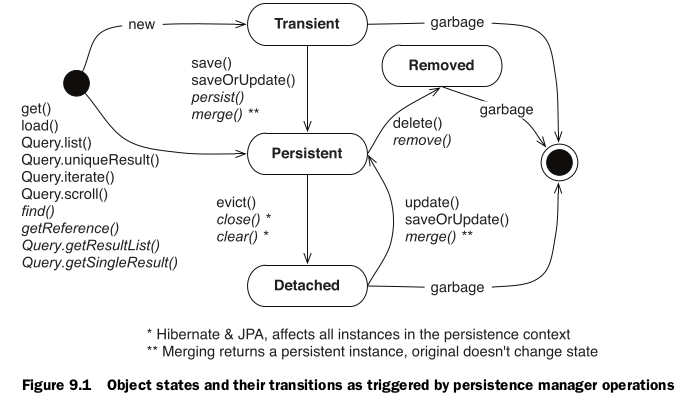 new
Transient
garbage
Removed
save()
saveOrUpdate()
persist()
merge() **
garbage
get()
load()
Query.list()
Query.uniqueResult()
Query.iterate()
Query.scroll()
find()
getReference()
Query.getResultList()
Query.getSingleResult()
Persistent
delete()
remove()
evict()
close() *
clear() *
update()
saveOrUpdate()
merge() **
Detached
garbage
* Hibernate & JPA, affects all instances in the persistence context
** Merging returns a persistent instance, original doesn't change state
Figure 9.1 Object states and their transitions as triggered by persistence manager operations